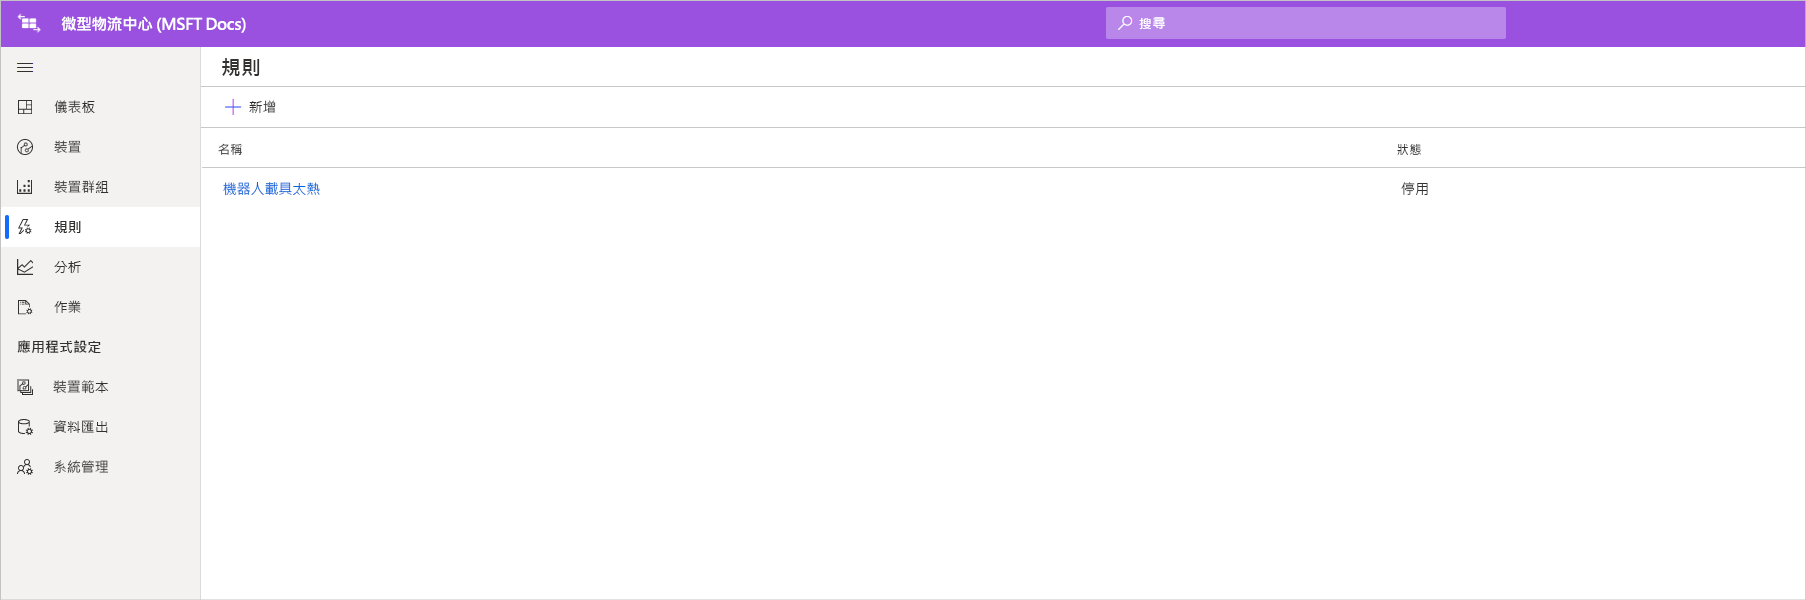 微型物流中心 (MSFT Docs)
搜尋
規則
儀表板
新增
裝置
名稱
狀態
裝置群組
機器人載具太熱
停用
規則
分析
作業
應用程式設定
裝置範本
資料匯出
系統管理